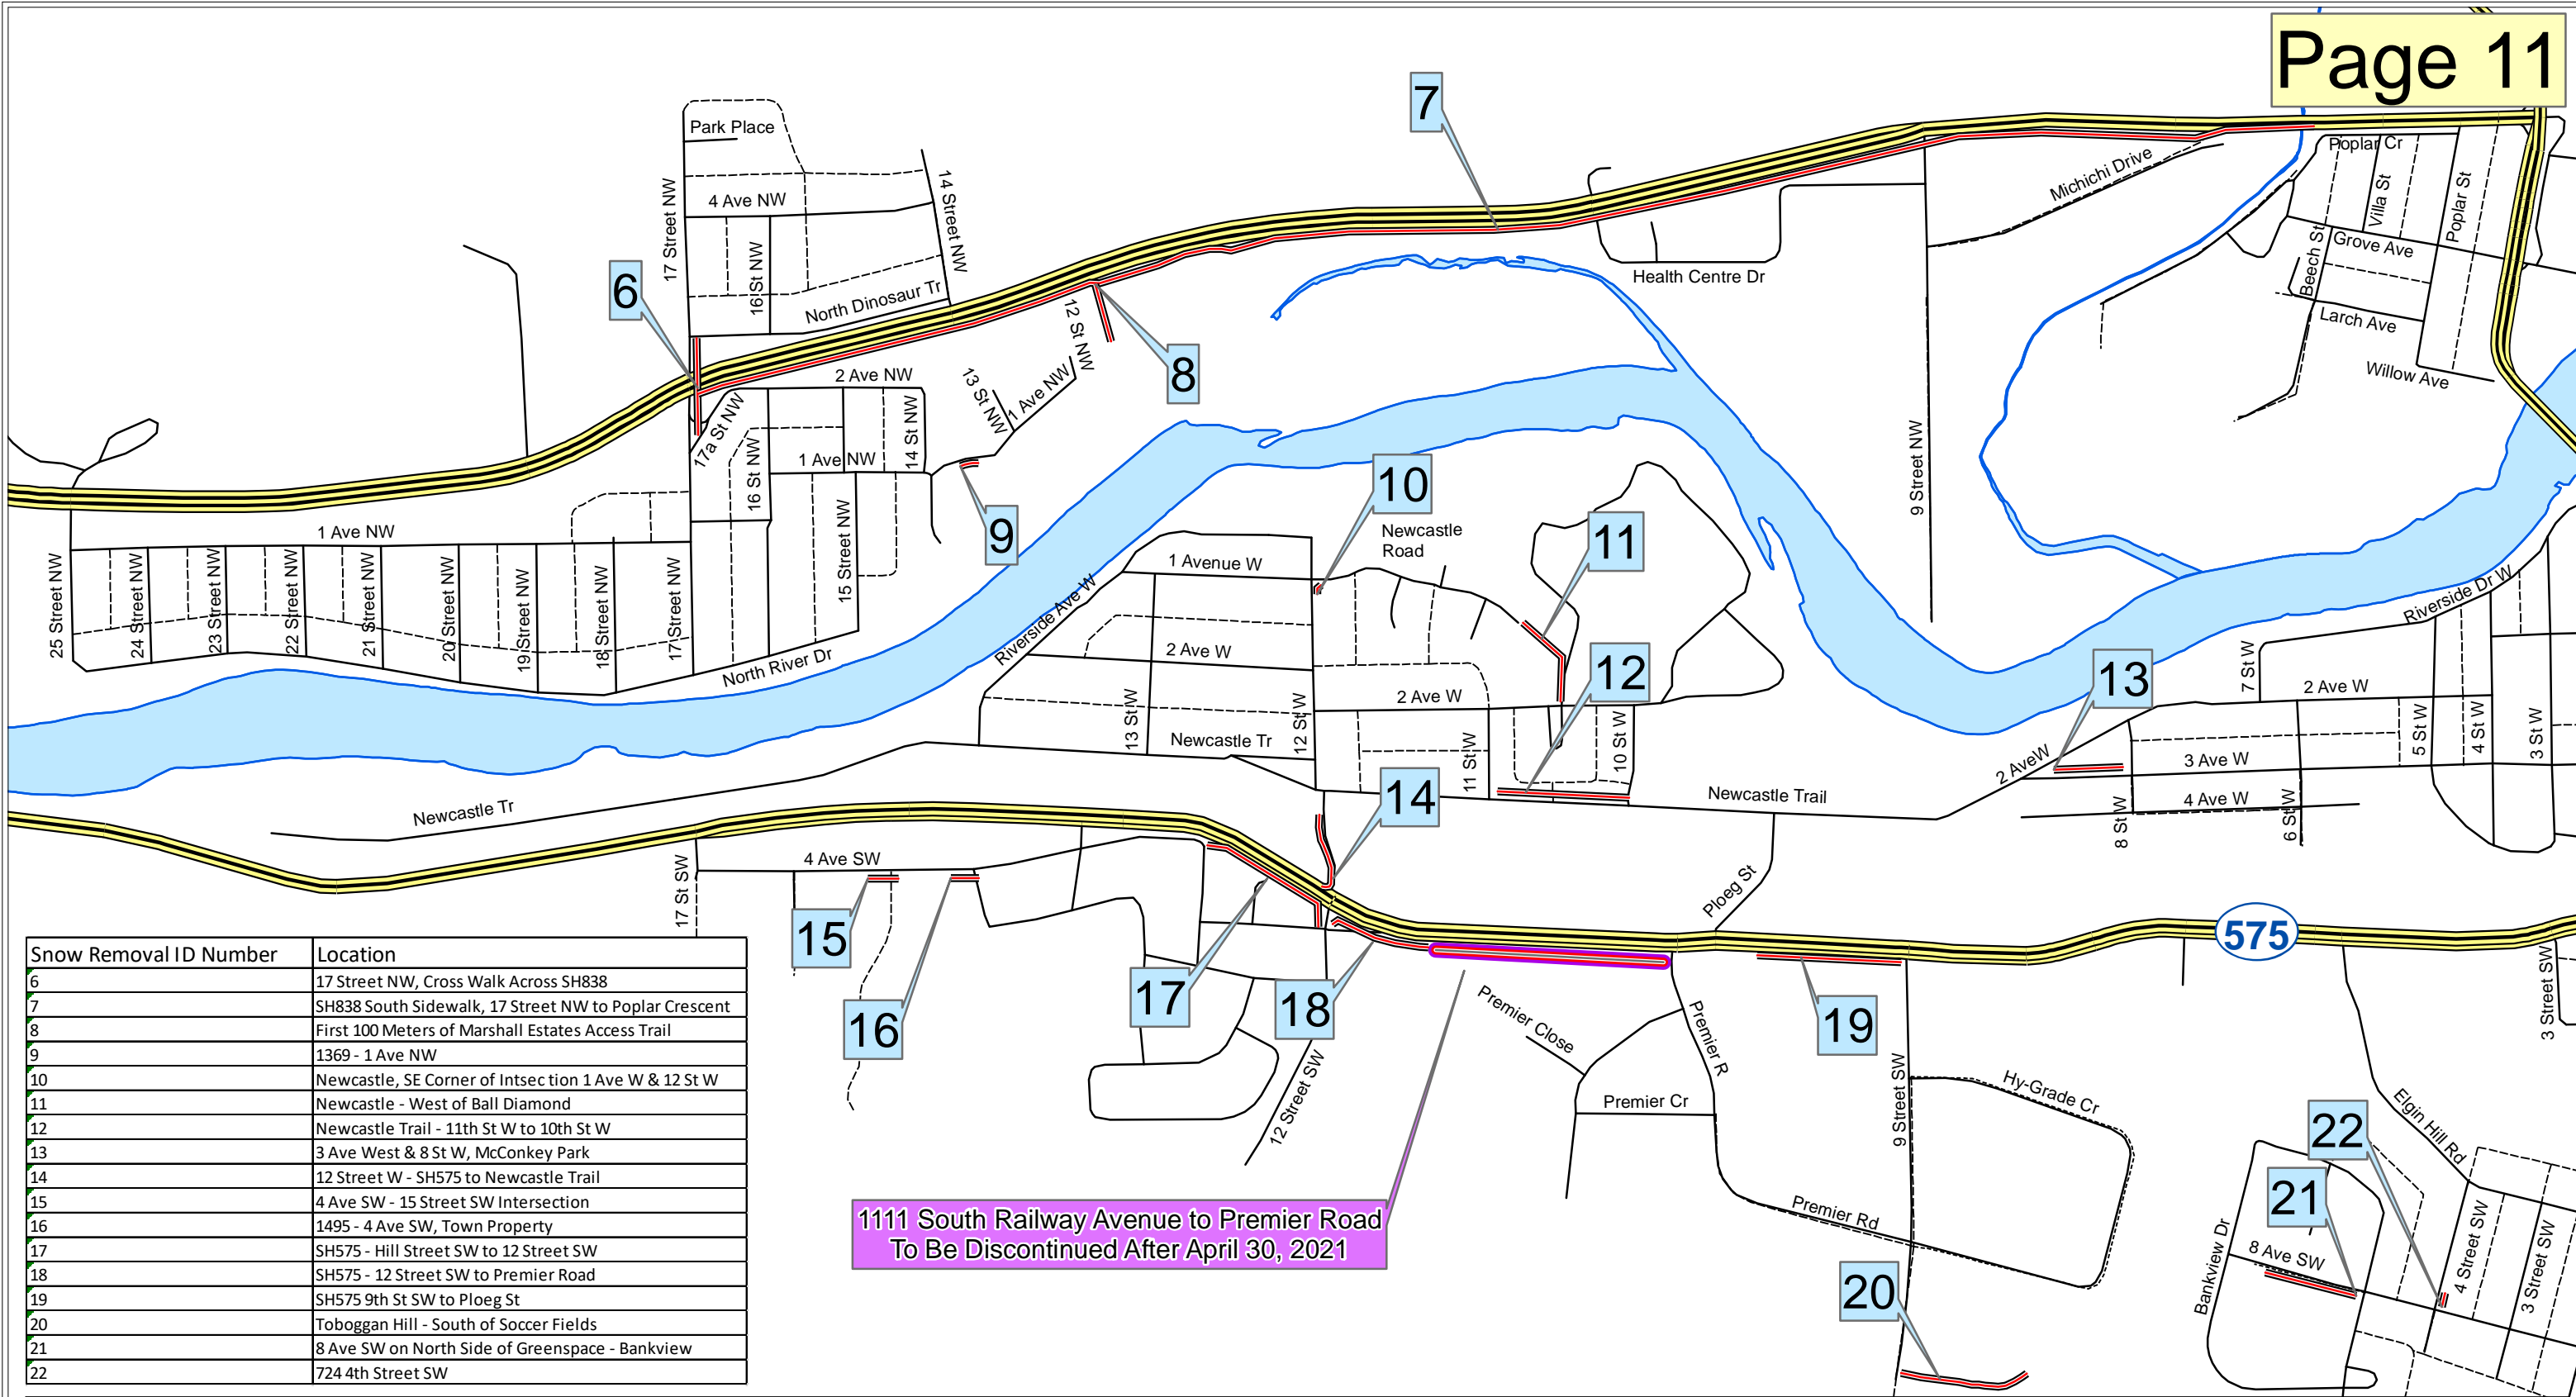 Page 11
7
Park Place
17 Street NW
4 Ave NW
14 Street NW
16 St NW
North Dinosaur Tr
6
12 St NW
8
Health Centre Dr
Michichi Drive
Poplar Cr
Villa St
Poplar St
Beech St
Grove Ave
Larch Ave
Willow Ave
9 Street NW
2 Ave NW
17a St NW
16 St NW
14 St NW
1 Ave NW
15 Street NW
13 St NW
1 Ave NW
9
10
Newcastle
Road
11
1 Ave NW
25 Street NW
24 Street NW
23 Street NW
22 Street NW
21 Street NW
20 Street NW
19 Street NW
18 Street NW
17 Street NW
North River Dr
Riverside Ave W
1 Avenue W
2 Ave W
13 St W
12 St W
2 Ave W
11 St W
10 St W
12
13
Riverside Dr W
7 St W
2 Ave W
5 St W
4 St W
3 St W
2 Ave W
3 Ave W
4 Ave W
8 St W
6 St W
Newcastle Tr
Newcastle Tr
14
Newcastle Trail
17 St SW
4 Ave SW
15
16
17
18
12 Street SW
Ploeg St
575
Premier Close
Premier R
Premier Cr
Premier Rd
19
9 Street SW
Hy-Grade Cr
Elgin Hill Rd
3 Street SW
22
21
20
Bankview Dr
8 Ave SW
4 Street SW
3 Street SW
1111 South Railway Avenue to Premier Road
To Be Discontinued After April 30, 2021
Snow Removal ID Number Location
6 17 Street NW, Cross Walk Across SH838
7 SH838 South Sidewalk, 17 Street NW to Poplar Crescent
8 First 100 Meters of Marshall Estates Access Trail
9 1369 - 1 Ave NW
10 Newcastle, SE Corner of Intsec tion 1 Ave W & 12 St W
11 Newcastle - West of Ball Diamond
12 Newcastle Trail - 11th St W to 10th St W
13 3 Ave West & 8 St W, McConkey Park
14 12 Street W - SH575 to Newcastle Trail
15 4 Ave SW - 15 Street SW Intersection
16 1495 - 4 Ave SW, Town Property
17 SH575 - Hill Street SW to 12 Street SW
18 SH575 - 12 Street SW to Premier Road
19 SH575 9th St SW to Ploeg St
20 Toboggan Hill - South of Soccer Fields
21 8 Ave SW on North Side of Greenspace - Bankview
22 724 4th Street SW